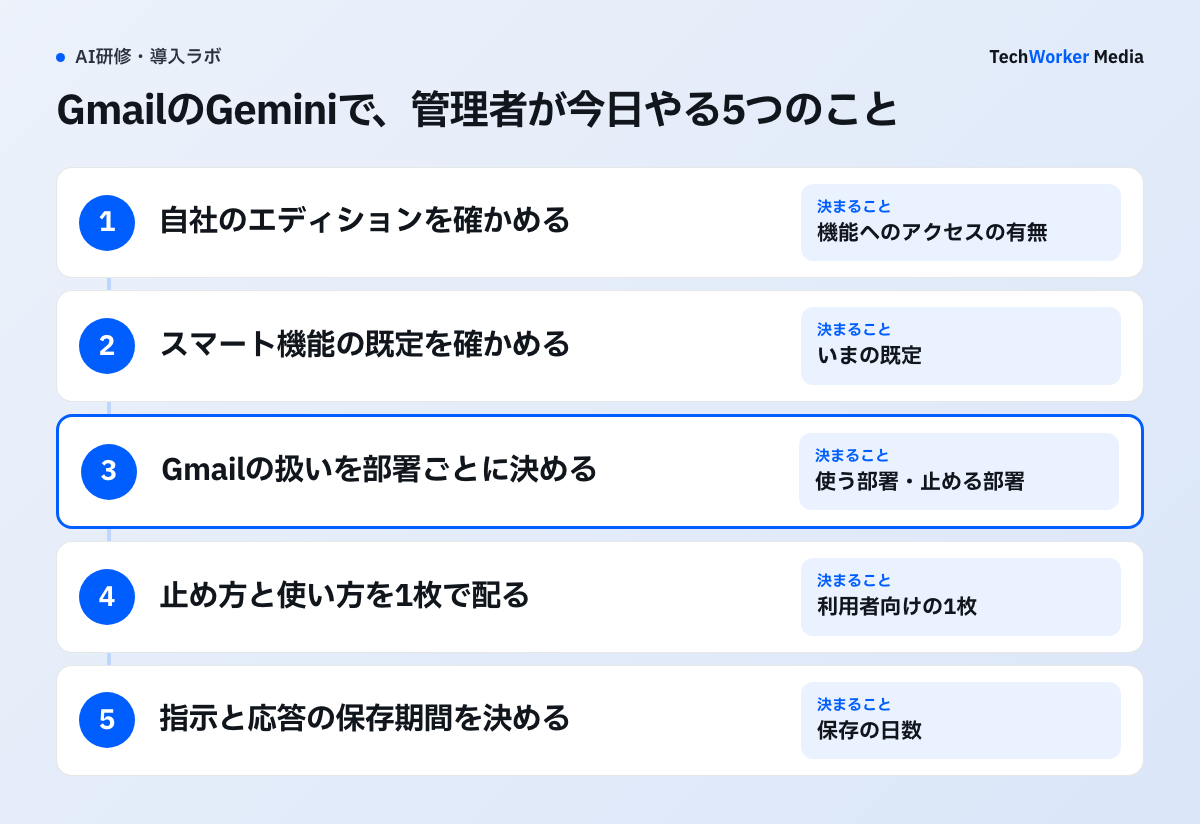 AI研修・導入ラボ
TechWorker Media
GmailのGeminiで、管理者が今日やる5つのこと
1
自社のエディションを確かめる
決まること
機能へのアクセスの有無
2
スマート機能の既定を確かめる
決まること
いまの既定
3
Gmailの扱いを部署ごとに決める
決まること
使う部署・止める部署
4
止め方と使い方を1枚で配る
決まること
利用者向けの1枚
5
指示と応答の保存期間を決める
決まること
保存の日数